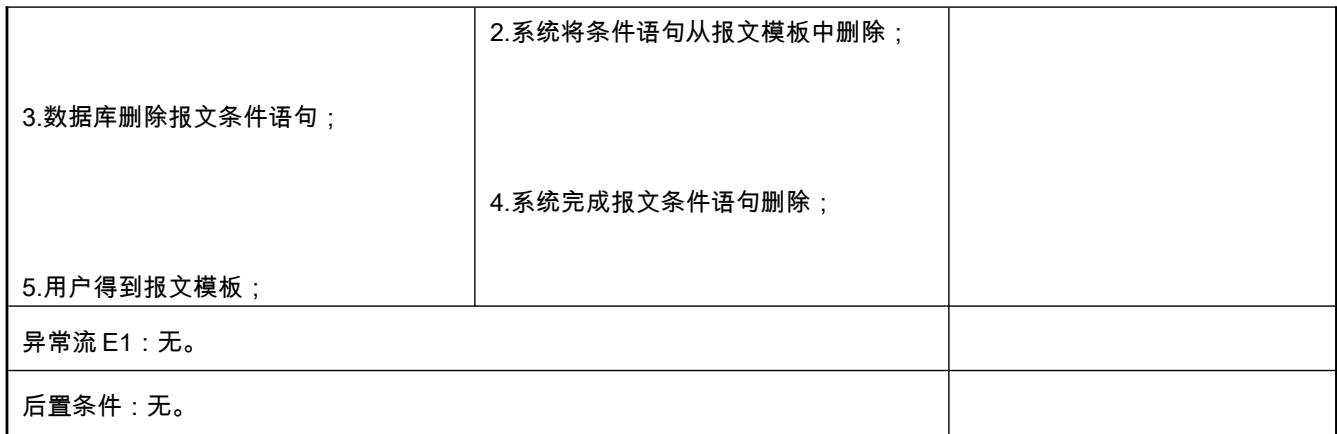 2.系统将条件语句从报文模板中删除；
3.数据库删除报文条件语句；
4.系统完成报文条件语句删除；
5.用户得到报文模板；
异常流 E1：无。
后置条件：无。